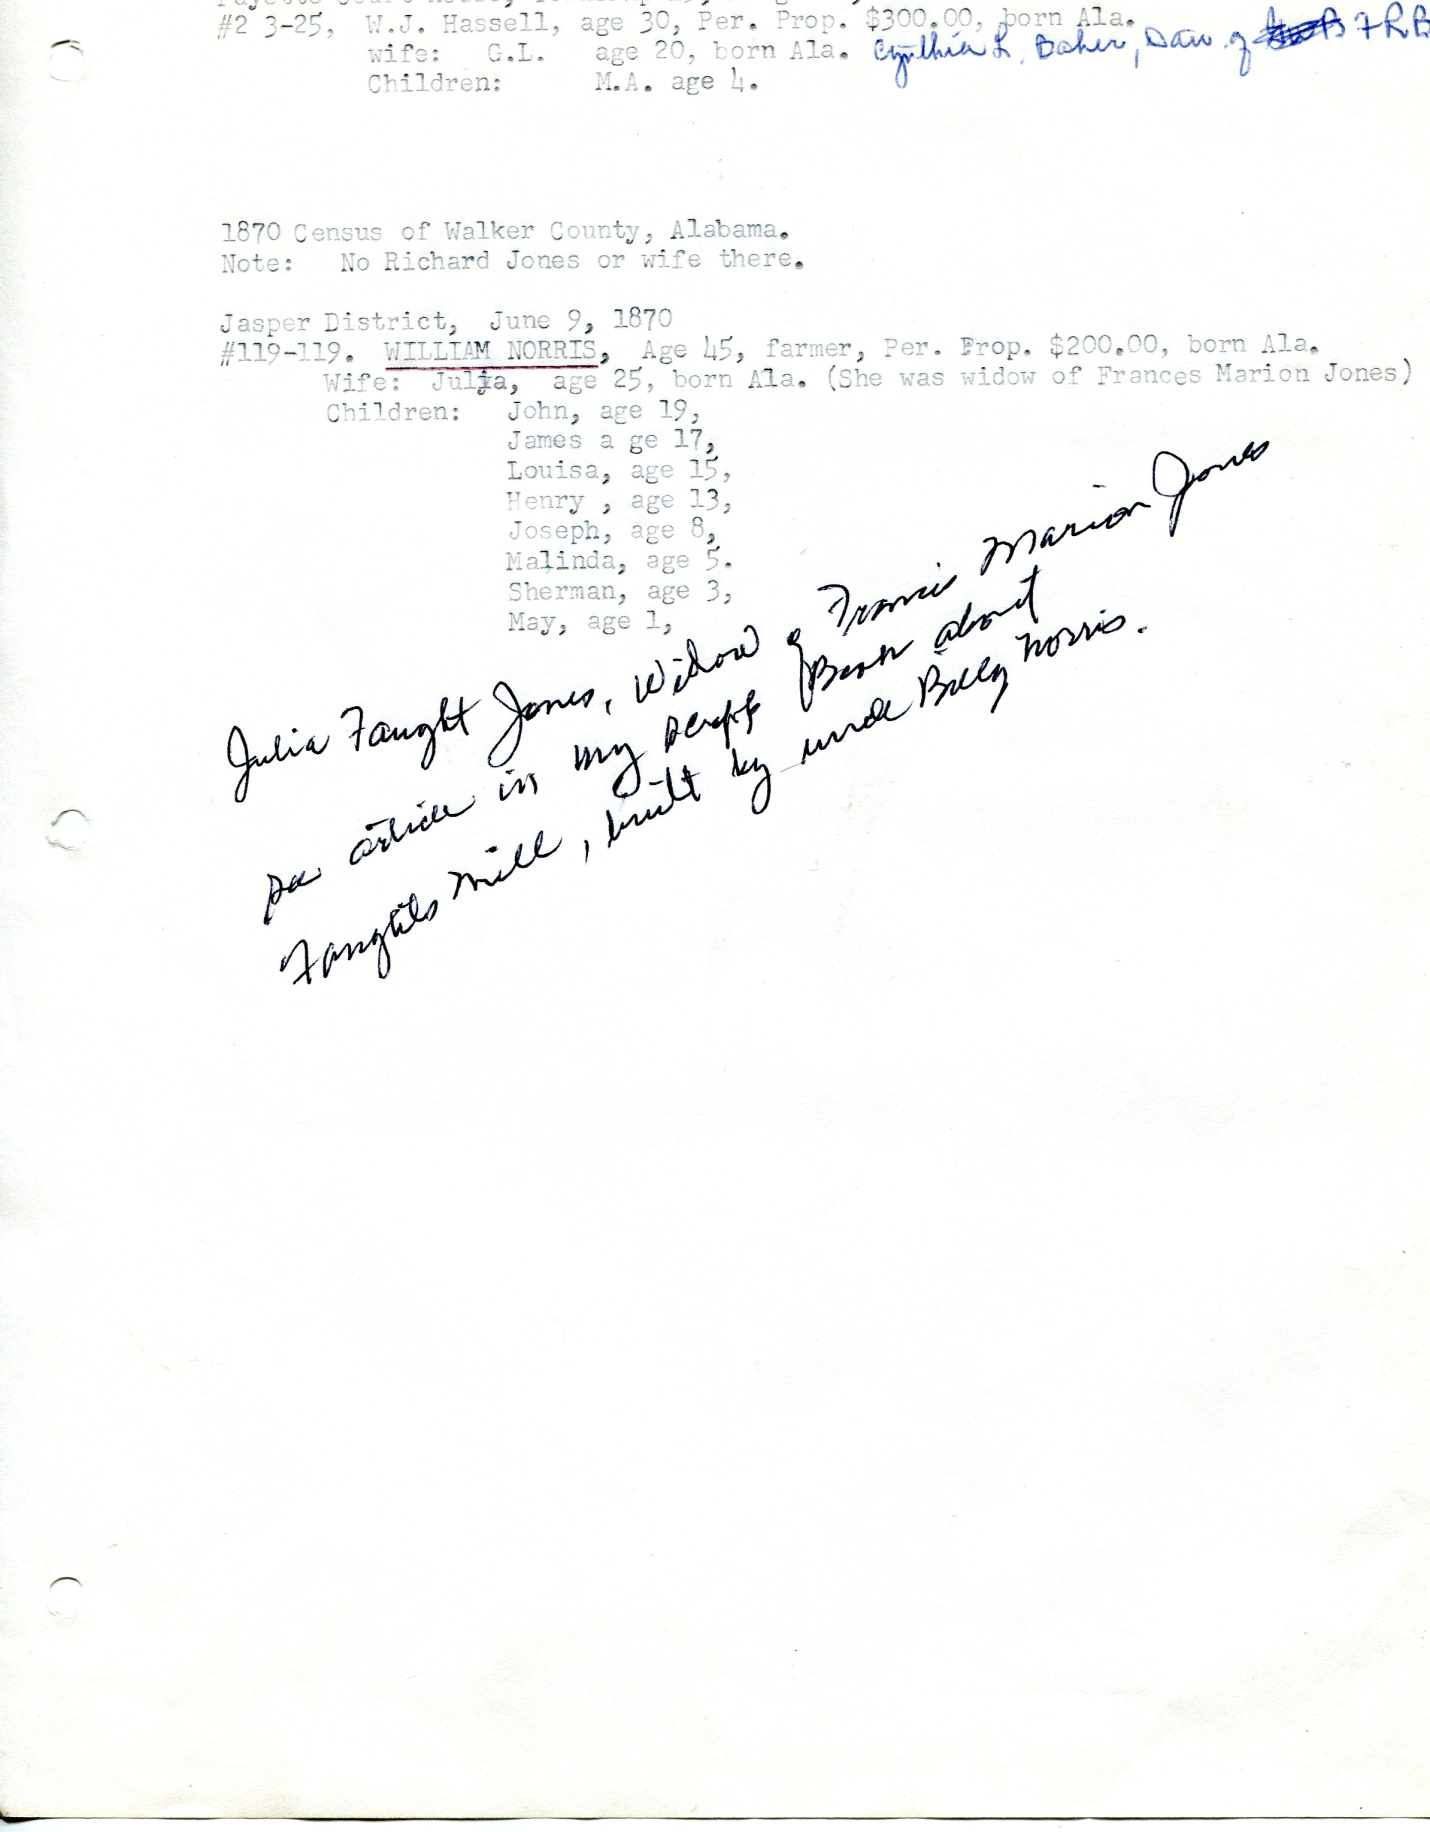 #2 3-25, W.J. Hassell, age 30, Per. Prop. $300.00, born Ala.
wife: G.L. age 20, born Ala. Cynthia L. Baker, Dau of FRB
Children: M.A. age 4.
1870 Census of Walker County, Alabama.
Note: No Richard Jones or wife there.
Jasper District, June 9, 1870
#119-119. WILLIAM NORRIS, Age 45, farmer, Per. Prop. $200.00, born Ala.
Wife: Julia, age 25, born Ala. (She was widow of Frances Marion Jones)
Children: John, age 19,
James a ge 17,
Louisa, age 15,
Henry , age 13,
Joseph, age 8,
Malinda, age 5.
Sherman, age 3,
May, age 1,
Julia Faught Jones, Widow of Francis Marion Jones
see article in my scrap Book about
Faughts Mill, built by uncle Billy Norris.